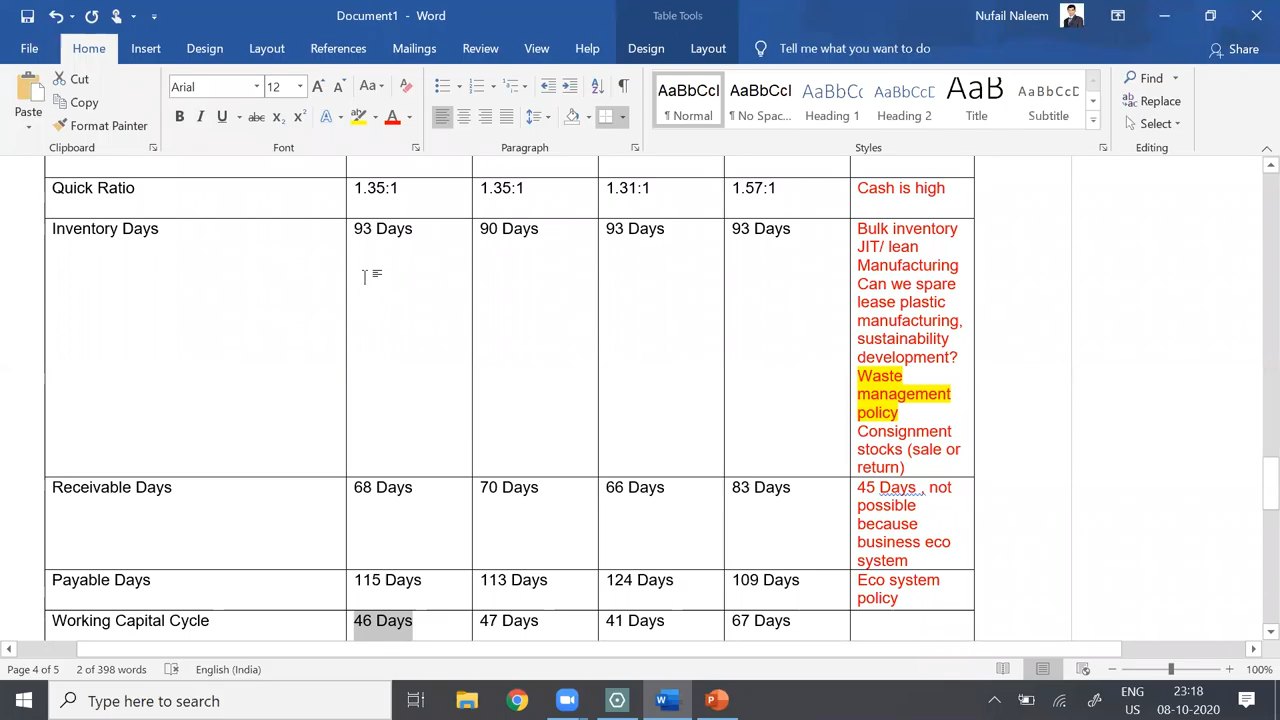 Document1 - Word
Table Tools
Nufail Naleem
File Home Insert Design Layout References Mailings Review View Help Design Layout Tell me what you want to do Share
Paste
Cut
Copy
Format Painter
Clipboard
Arial 12
Font
Paragraph
AaBbCcI AaBbCcI AaBbCc AaBbCcD AaB AaBbCcD
¶ Normal ¶ No Spac... Heading 1 Heading 2 Title Subtitle
Styles
Find
Replace
Select
Editing
Quick Ratio 1.35:1 1.35:1 1.31:1 1.57:1 Cash is high
Inventory Days 93 Days 90 Days 93 Days 93 Days Bulk inventory
JIT/ lean
Manufacturing
Can we spare
lease plastic
manufacturing,
sustainability
development?
Waste
management
policy
Consignment
stocks (sale or
return)
Receivable Days 68 Days 70 Days 66 Days 83 Days 45 Days , not
possible
because
business eco
system
Payable Days 115 Days 113 Days 124 Days 109 Days Eco system
policy
Working Capital Cycle 46 Days 47 Days 41 Days 67 Days
Page 4 of 5 2 of 398 words English (India) 100%
Type here to search
ENG
US
23:18
08-10-2020